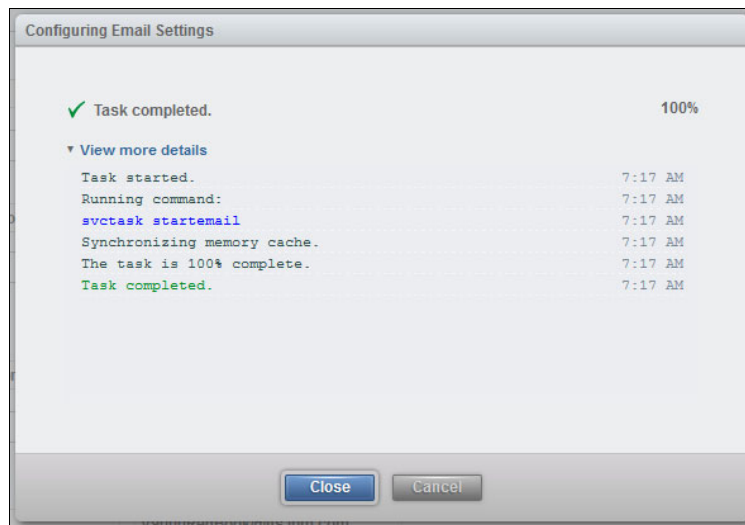 Configuring Email Settings
Task completed. 100%
View more details
Task started. 7:17 AM
Running command: 7:17 AM
svctask startemail 7:17 AM
Synchronizing memory cache. 7:17 AM
The task is 100% complete. 7:17 AM
Task completed. 7:17 AM
Close Cancel